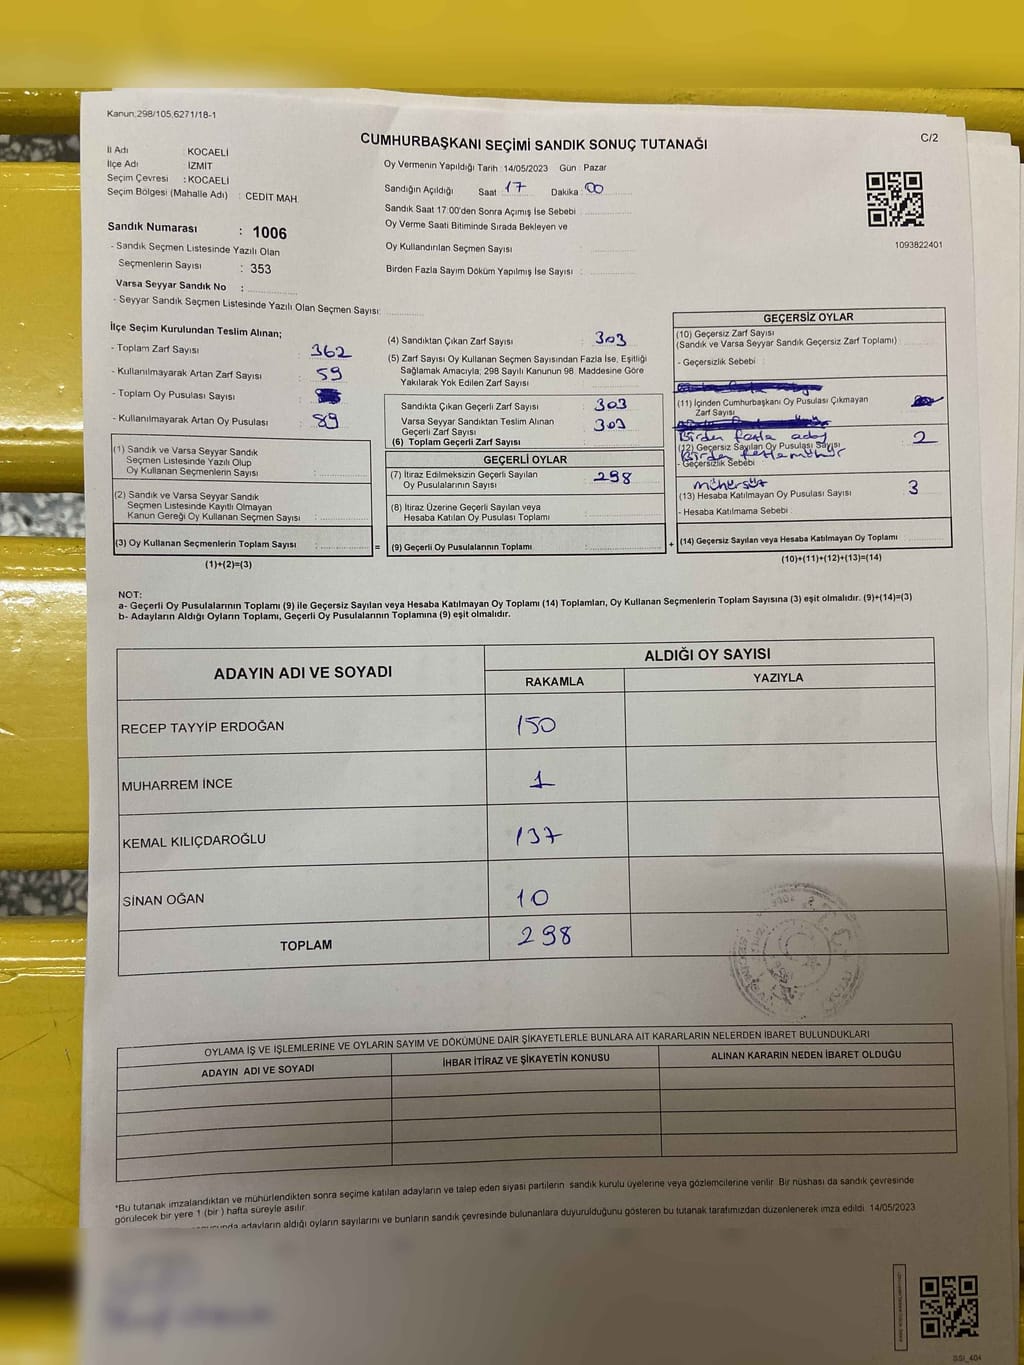 Kanun;298/105;6271/18-1
C/2
CUMHURBAŞKANI SEÇİMİ SANDIK SONUÇ TUTANAĞI
İl Adı : KOCAELİ
İlçe Adı : İZMİT
Seçim Çevresi : KOCAELİ
Seçim Bölgesi (Mahalle Adı) : CEDİT MAH
Sandık Numarası : 1006
- Sandık Seçmen Listesinde Yazılı Olan
Seçmenlerin Sayısı : 353
Varsa Seyyar Sandık No :
- Seyyar Sandık Seçmen Listesinde Yazılı Olan Seçmen Sayısı:
Oy Vermenin Yapıldığı Tarih : 14/05/2023 Gün : Pazar
Sandığın Açıldığı Saat : 17 Dakika : 00
Sandık Saat 17:00'den Sonra Açımış İse Sebebi :
Oy Verme Saati Bitiminde Sırada Bekleyen ve
Oy Kullandırılan Seçmen Sayısı :
Birden Fazla Sayım Döküm Yapılmış İse Sayısı :
1093822401
İlçe Seçim Kurulundan Teslim Alınan;
- Toplam Zarf Sayısı : 362
- Kullanılmayarak Artan Zarf Sayısı : 59
- Toplam Oy Pusulası Sayısı :
- Kullanılmayarak Artan Oy Pusulası : 89
(1) Sandık ve Varsa Seyyar Sandık
Seçmen Listesinde Yazılı Olup
Oy Kullanan Seçmenlerin Sayısı :
(2) Sandık ve Varsa Seyyar Sandık
Seçmen Listesinde Kayıtlı Olmayan
Kanun Gereği Oy Kullanan Seçmen Sayısı :
(3) Oy Kullanan Seçmenlerin Toplam Sayısı :
(1)+(2)=(3)
=
(4) Sandıktan Çıkan Zarf Sayısı : 303
(5) Zarf Sayısı Oy Kullanan Seçmen Sayısından Fazla İse, Eşitliği
Sağlamak Amacıyla; 298 Sayılı Kanunun 98. Maddesine Göre
Yakılarak Yok Edilen Zarf Sayısı :
Sandıkta Çıkan Geçerli Zarf Sayısı : 303
Varsa Seyyar Sandıktan Teslim Alınan
Geçerli Zarf Sayısı : 303
(6) Toplam Geçerli Zarf Sayısı :
GEÇERLİ OYLAR
(7) İtiraz Edilmeksizin Geçerli Sayılan
Oy Pusulalarının Sayısı : 298
(8) İtiraz Üzerine Geçerli Sayılan veya
Hesaba Katılan Oy Pusulası Toplamı :
(9) Geçerli Oy Pusulalarının Toplamı :
+
GEÇERSİZ OYLAR
(10) Geçersiz Zarf Sayısı
(Sandık ve Varsa Seyyar Sandık Geçersiz Zarf Toplamı) :
- Geçersizlik Sebebi :
(11) İçinden Cumhurbaşkanı Oy Pusulası Çıkmayan
Zarf Sayısı
Birden fazla aday
(12) Geçersiz Sayılan Oy Pusulası Sayısı : 2
Birden fazla mühür
- Geçersizlik Sebebi
mühürsüz
(13) Hesaba Katılmayan Oy Pusulası Sayısı : 3
- Hesaba Katılmama Sebebi :
(14) Geçersiz Sayılan veya Hesaba Katılmayan Oy Toplamı :
(10)+(11)+(12)+(13)=(14)
NOT:
a- Geçerli Oy Pusulalarının Toplamı (9) ile Geçersiz Sayılan veya Hesaba Katılmayan Oy Toplamı (14) Toplamları, Oy Kullanan Seçmenlerin Toplam Sayısına (3) eşit olmalıdır. (9)+(14)=(3)
b- Adayların Aldığı Oyların Toplamı, Geçerli Oy Pusulalarının Toplamına (9) eşit olmalıdır.
ADAYIN ADI VE SOYADI
ALDIĞI OY SAYISI
RAKAMLA YAZIYLA
RECEP TAYYİP ERDOĞAN 150
MUHARREM İNCE 1
KEMAL KILIÇDAROĞLU 137
SİNAN OĞAN 10
TOPLAM 298
OYLAMA İŞ VE İŞLEMLERİNE VE OYLARIN SAYIM VE DÖKÜMÜNE DAİR ŞİKAYETLERLE BUNLARA AİT KARARLARIN NELERDEN İBARET BULUNDUKLARI
ADAYIN ADI VE SOYADI İHBAR İTİRAZ VE ŞİKAYETİN KONUSU ALINAN KARARIN NEDEN İBARET OLDUĞU
*Bu tutanak imzalandıktan ve mühürlendikten sonra seçime katılan adayların ve talep eden siyasi partilerin sandık kurulu üyelerine veya gözlemcilerine verilir. Bir nüshası da sandık çevresinde
görülecek bir yere 1 (bir) hafta süreyle asılır.
adayların aldığı oyların sayılarını ve bunların sandık çevresinde bulunanlara duyurulduğunu gösteren bu tutanak tarafımızdan düzenlenerek imza edildi. 14/05/2023
SSI_404